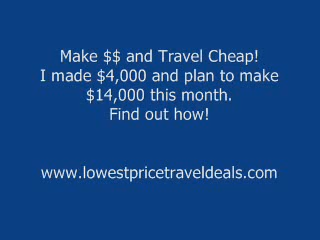 Make $$ and Travel Cheap!
I made $4,000 and plan to make
$14,000 this month.
Find out how!
www.lowestpricetraveldeals.com